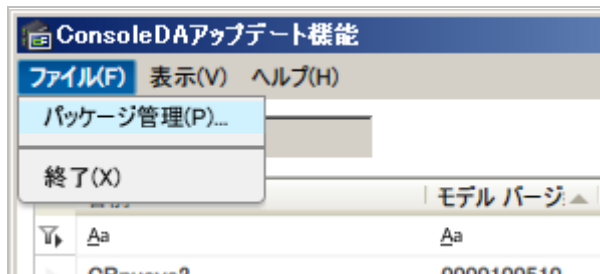 ConsoleDAアップデート機能
ファイル(F) 表示(V) ヘルプ(H)
パッケージ管理(P)...
終了(X)
モデル バージ
Aa Aa